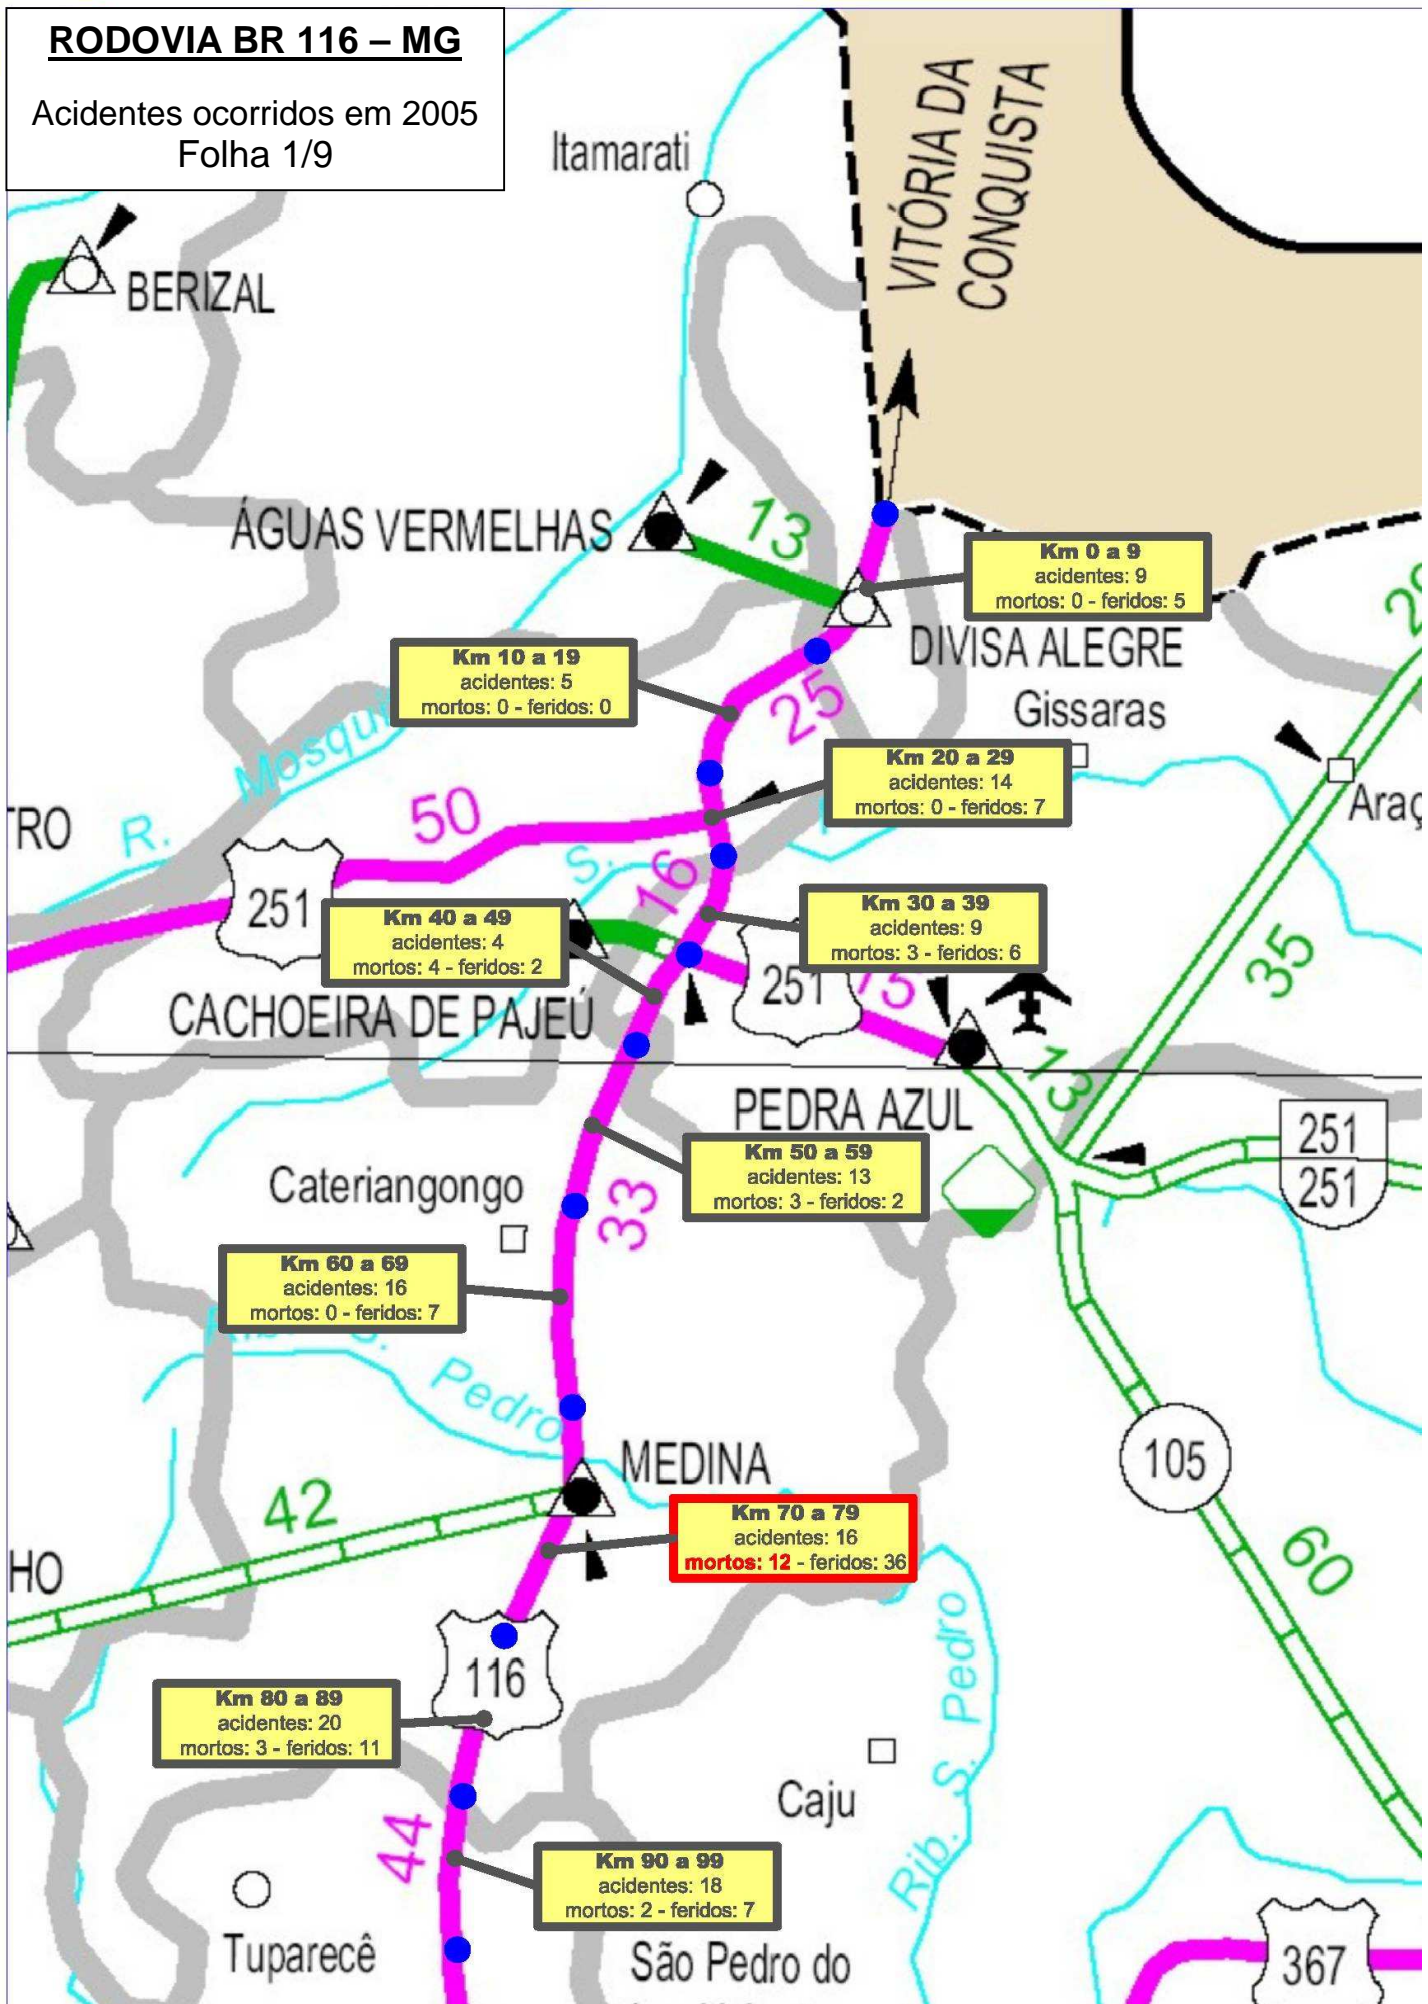 RODOVIA BR 116 – MG
Acidentes ocorridos em 2005
Folha 1/9
Itamarati
VITÓRIA DA
CONQUISTA
BERIZAL
ÁGUAS VERMELHAS
13
Km 0 a 9
acidentes: 9
mortos: 0 - feridos: 5
DIVISA ALEGRE
Km 10 a 19
acidentes: 5
mortos: 0 - feridos: 0
25
Gissaras
R. Mosqui
Km 20 a 29
acidentes: 14
mortos: 0 - feridos: 7
TRO
50
Araç
S.
16
251
Km 30 a 39
acidentes: 9
mortos: 3 - feridos: 6
Km 40 a 49
acidentes: 4
mortos: 4 - feridos: 2
35
251
15
CACHOEIRA DE PAJEÚ
13
PEDRA AZUL
251
251
Km 50 a 59
acidentes: 13
mortos: 3 - feridos: 2
Cateriangongo
33
Km 60 a 69
acidentes: 16
mortos: 0 - feridos: 7
S. Pedro
MEDINA
105
42
Km 70 a 79
acidentes: 16
mortos: 12 - feridos: 36
HO
60
116
Km 80 a 89
acidentes: 20
mortos: 3 - feridos: 11
Rib. S. Pedro
Caju
44
Km 90 a 99
acidentes: 18
mortos: 2 - feridos: 7
Tuparecê
São Pedro do
367